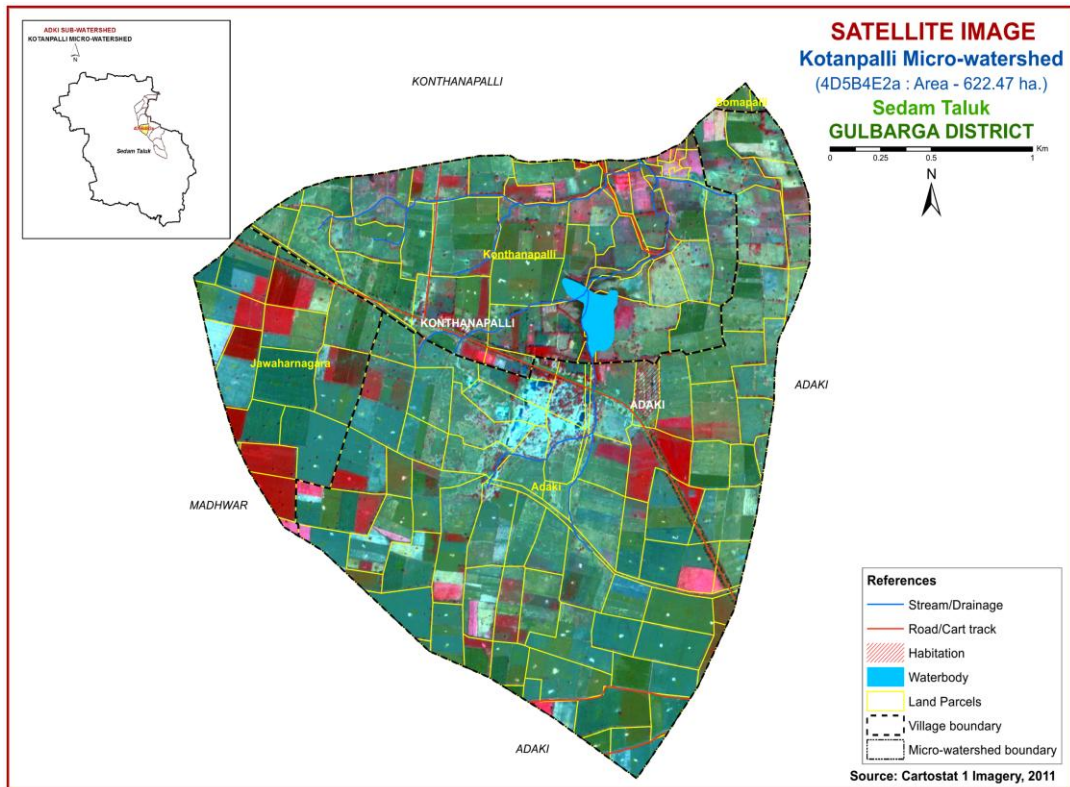 ADKI SUB-WATERSHED
KOTANPALLI MICRO-WATERSHED
N
Sedam Taluk
SATELLITE IMAGE
Kotanpalli Micro-watershed
(4D5B4E2a : Area - 622.47 ha.)
Sedam Taluk
GULBARGA DISTRICT
Km
0 0.25 0.5 1
N
KONTHANAPALLI
Konthanapalli
KONTHANAPALLI
Jawaharnagara
ADAKI
ADAKI
Adaki
MADHWAR
ADAKI
References
Stream/Drainage
Road/Cart track
Habitation
Waterbody
Land Parcels
Village boundary
Micro-watershed boundary
Source: Cartostat 1 Imagery, 2011